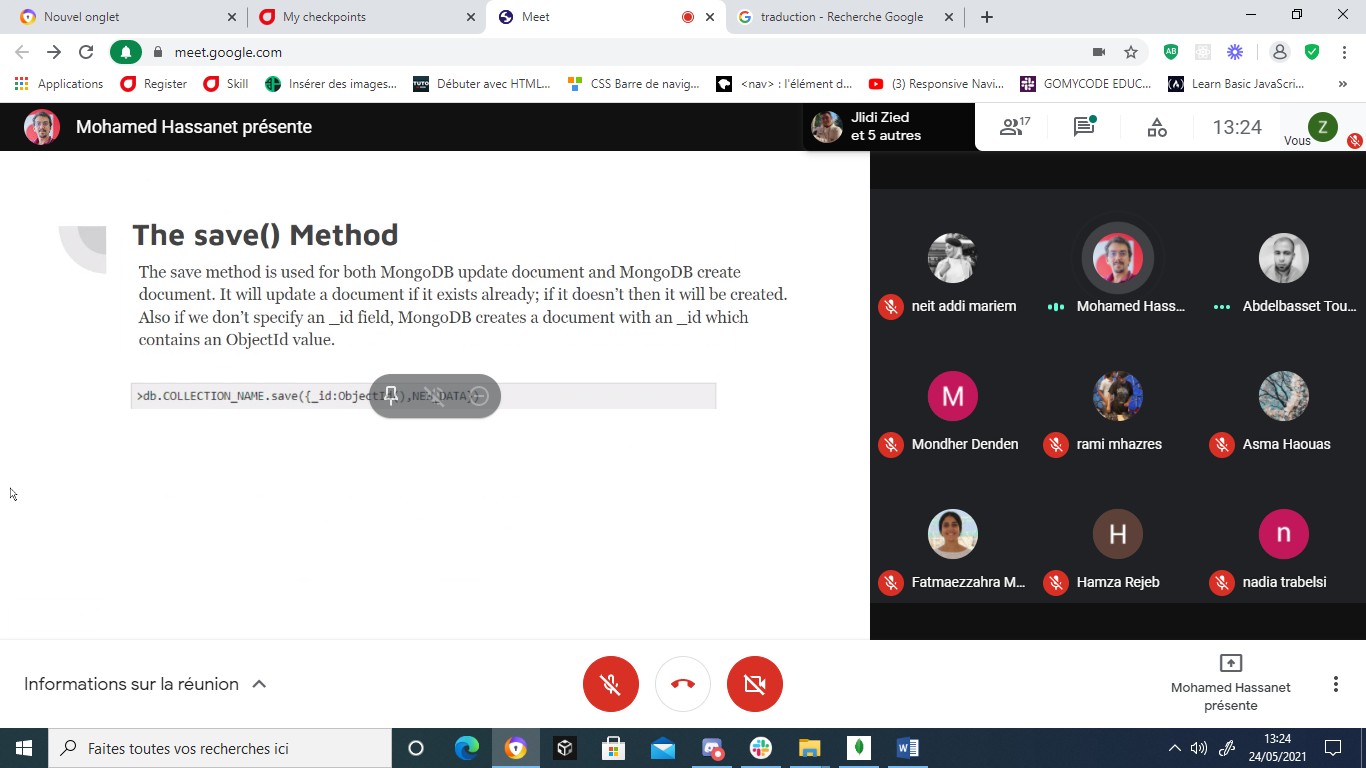 Nouvel onglet
My checkpoints
Meet
traduction - Recherche Google
meet.google.com
Applications
Register
Skill
Insérer des images...
Débuter avec HTML...
CSS Barre de navig...
<nav> : l'élément d...
(3) Responsive Navi...
GOMYCODE EDUC...
Learn Basic JavaScri...
»
Mohamed Hassanet présente
Jlidi Zied
et 5 autres
17
13:24
Vous
Z
The save() Method
The save method is used for both MongoDB update document and MongoDB create
document. It will update a document if it exists already; if it doesn't then it will be created.
Also if we don't specify an _id field, MongoDB creates a document with an _id which
contains an ObjectId value.
>db.COLLECTION_NAME.save({_id:ObjectId(),NEW_DATA})
neit addi mariem
Mohamed Hass...
Abdelbasset Tou...
M
Mondher Denden
rami mhazres
Asma Haouas
Fatmaezzahra M...
H
Hamza Rejeb
n
nadia trabelsi
Informations sur la réunion
Mohamed Hassanet
présente
Faites toutes vos recherches ici
13:24
24/05/2021